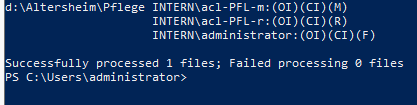 d:\Altersheim\Pflege INTERN\acl-PFL-m:(OI)(CI)(M)
INTERN\acl-PFL-r:(OI)(CI)(R)
INTERN\administrator:(OI)(CI)(F)
Successfully processed 1 files; Failed processing 0 files
PS C:\Users\administrator>